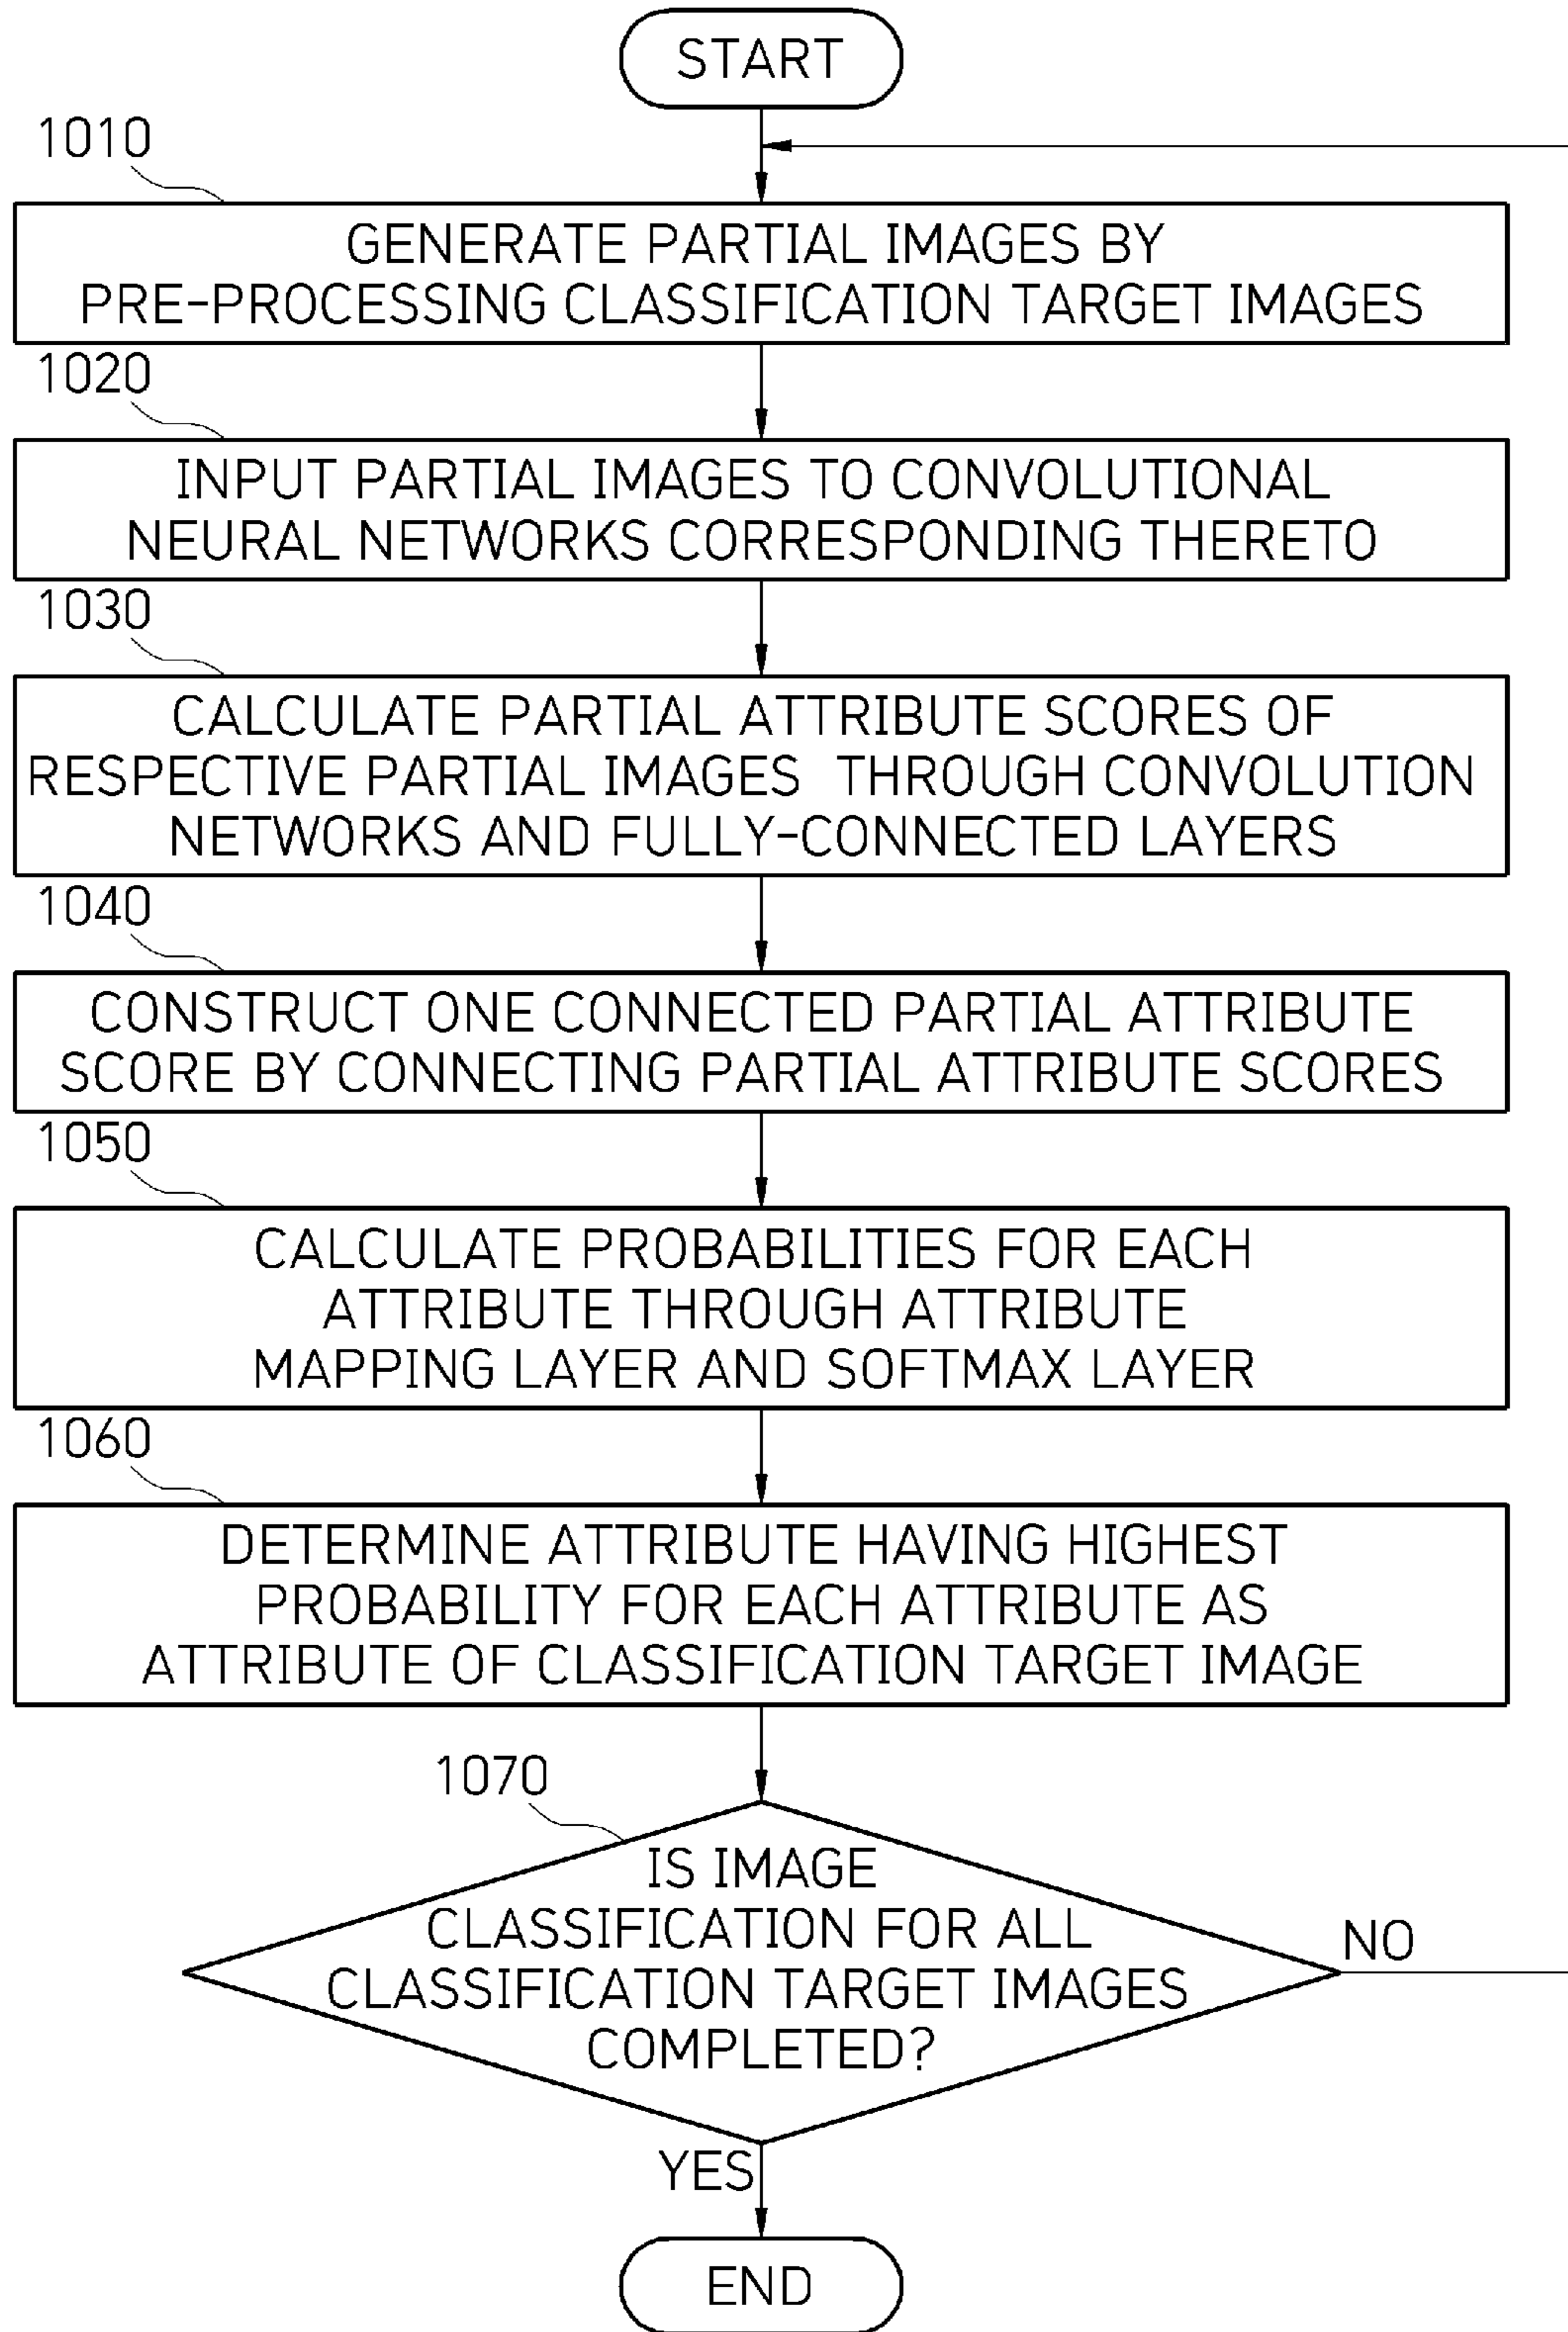 START
1010
GENERATE PARTIAL IMAGES BY
PRE-PROCESSING CLASSIFICATION TARGET IMAGES
1020
INPUT PARTIAL IMAGES TO CONVOLUTIONAL
NEURAL NETWORKS CORRESPONDING THERETO
1030
CALCULATE PARTIAL ATTRIBUTE SCORES OF
RESPECTIVE PARTIAL IMAGES THROUGH CONVOLUTION
NETWORKS AND FULLY-CONNECTED LAYERS
1040
CONSTRUCT ONE CONNECTED PARTIAL ATTRIBUTE
SCORE BY CONNECTING PARTIAL ATTRIBUTE SCORES
1050
CALCULATE PROBABILITIES FOR EACH
ATTRIBUTE THROUGH ATTRIBUTE
MAPPING LAYER AND SOFTMAX LAYER
1060
DETERMINE ATTRIBUTE HAVING HIGHEST
PROBABILITY FOR EACH ATTRIBUTE AS
ATTRIBUTE OF CLASSIFICATION TARGET IMAGE
1070
IS IMAGE
CLASSIFICATION FOR ALL
CLASSIFICATION TARGET IMAGES
COMPLETED?
NO
YES
END